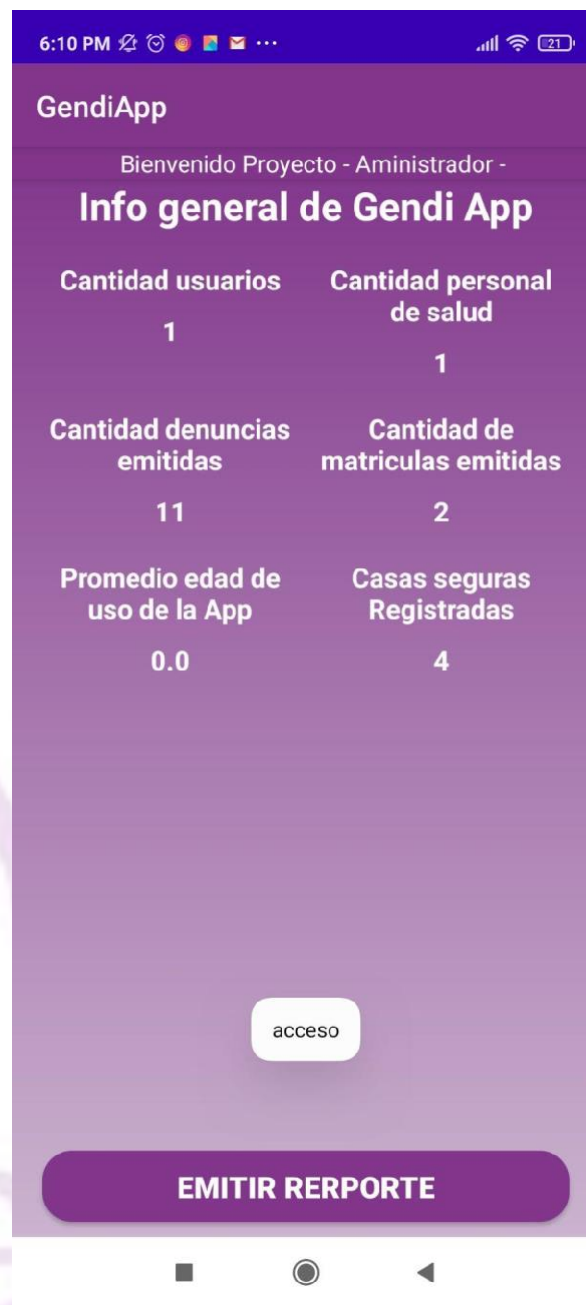 6:10 PM ... 21
GendiApp
Bienvenido Proyecto - Aministrador -
Info general de Gendi App
Cantidad usuarios
1
Cantidad personal
de salud
1
Cantidad denuncias
emitidas
11
Cantidad de
matriculas emitidas
2
Promedio edad de
uso de la App
0.0
Casas seguras
Registradas
4
acceso
EMITIR RERPORTE